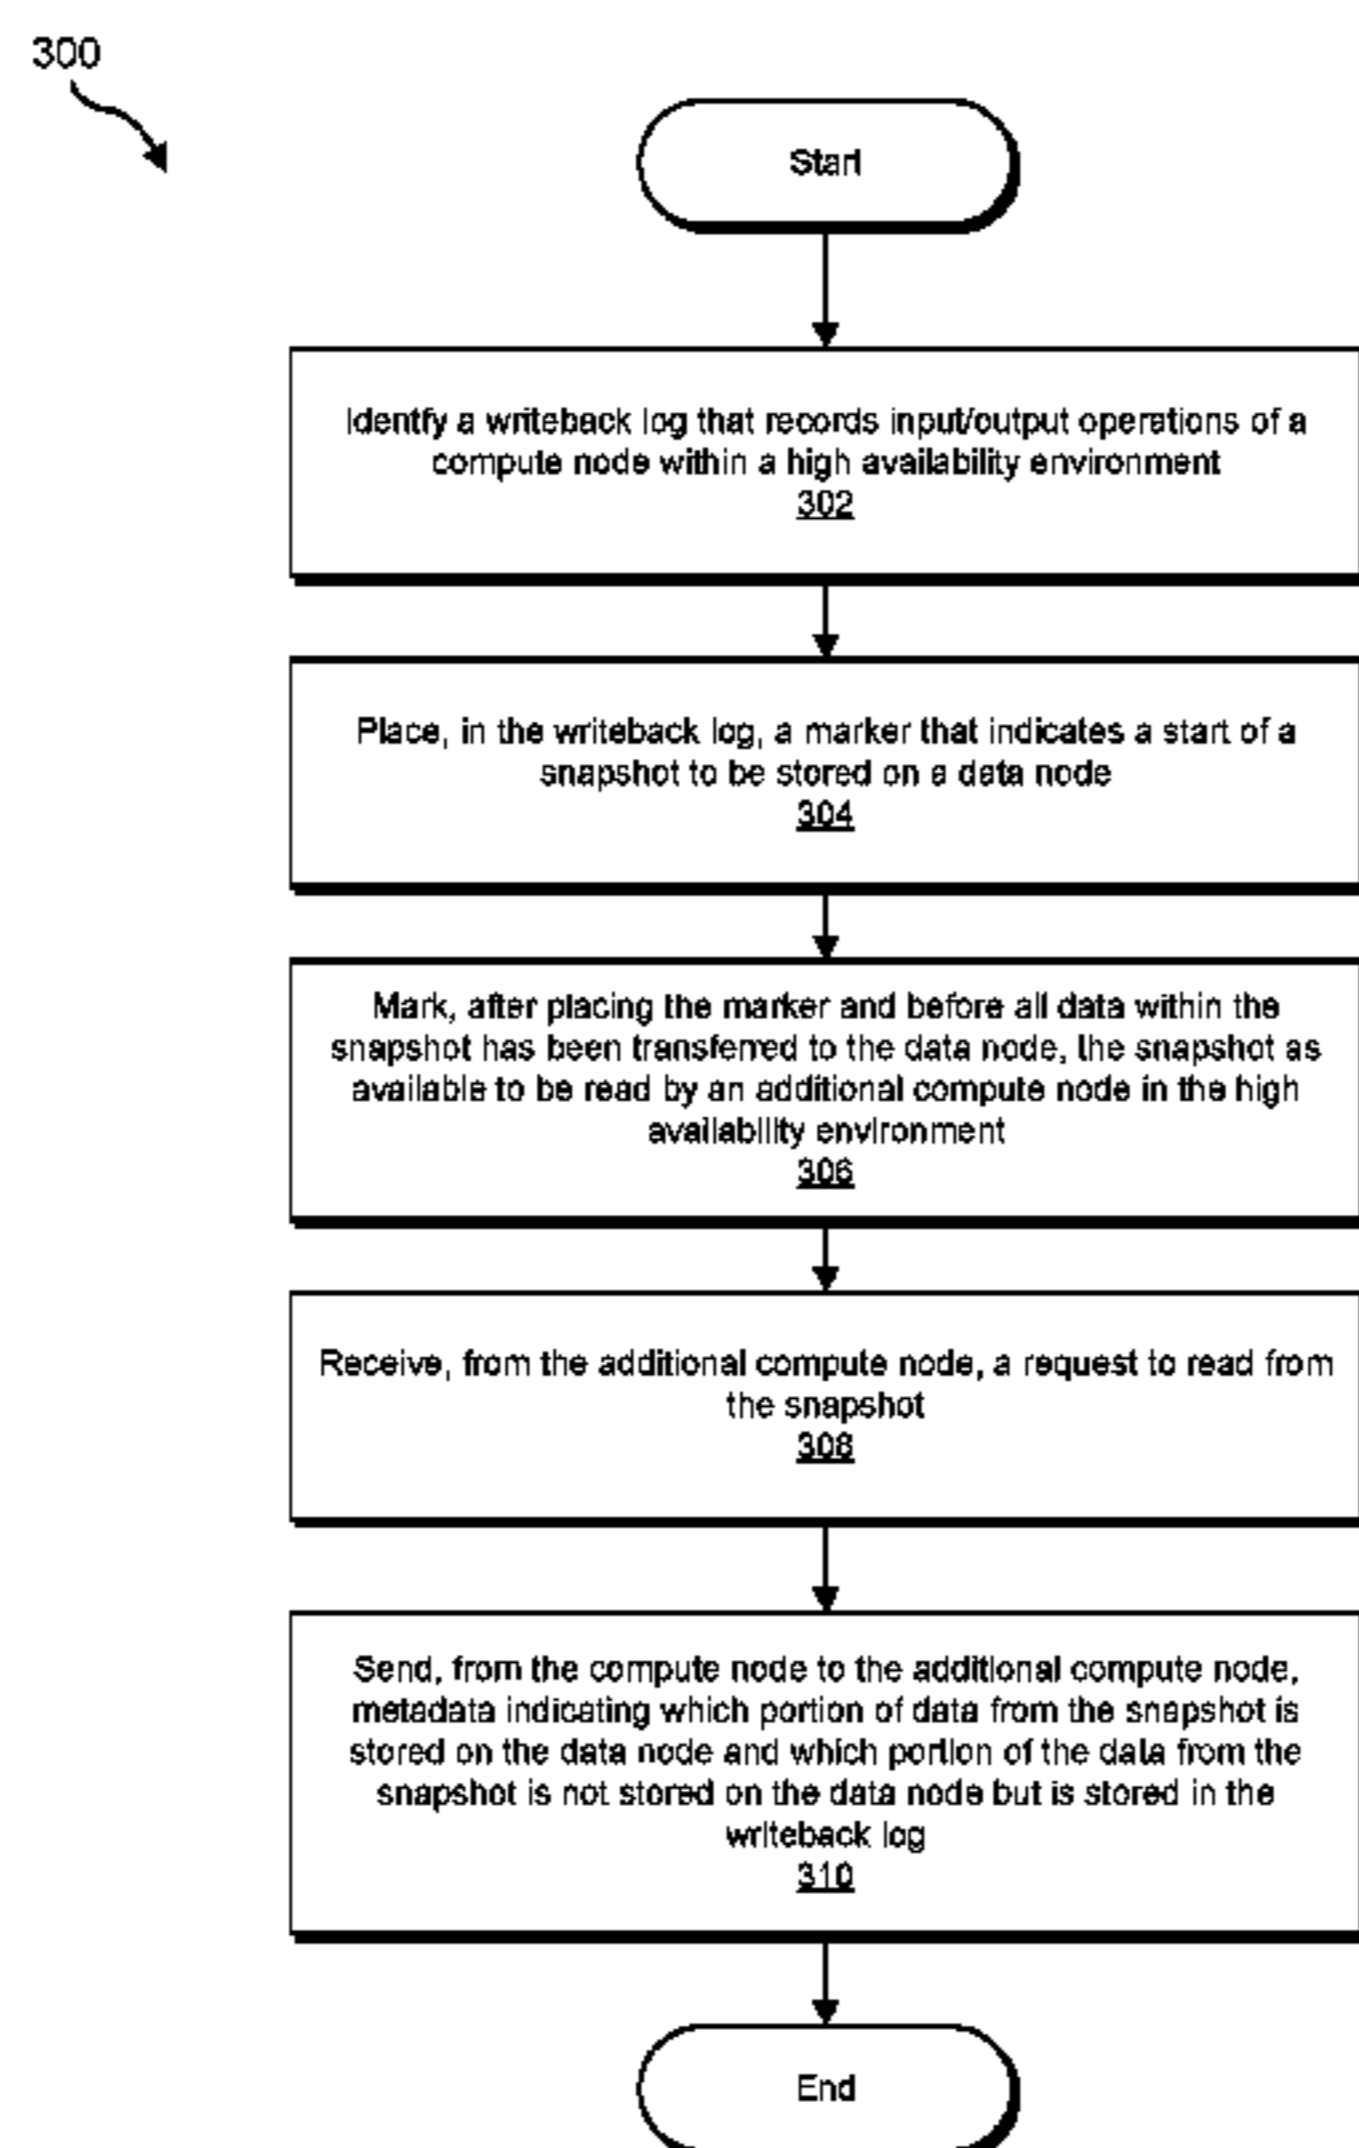 300
Start
Identfy a writeback log that records input/output operations of a
compute node within a high availability environment
302
Place, in the writeback log, a marker that indicates a start of a
snapshot to be stored on a data node
304
Mark, after placing the marker and before all data within the
snapshot has been transferred to the data node, the snapshot as
available to be read by an additional compute node in the high
availability environment
306
Receive, from the additional compute node, a request to read from
the snapshot
308
Send, from the compute node to the additional compute node,
metadata indicating which portion of data from the snapshot is
stored on the data node and which portion of the data from the
snapshot is not stored on the data node but is stored in the
writeback log
310
End